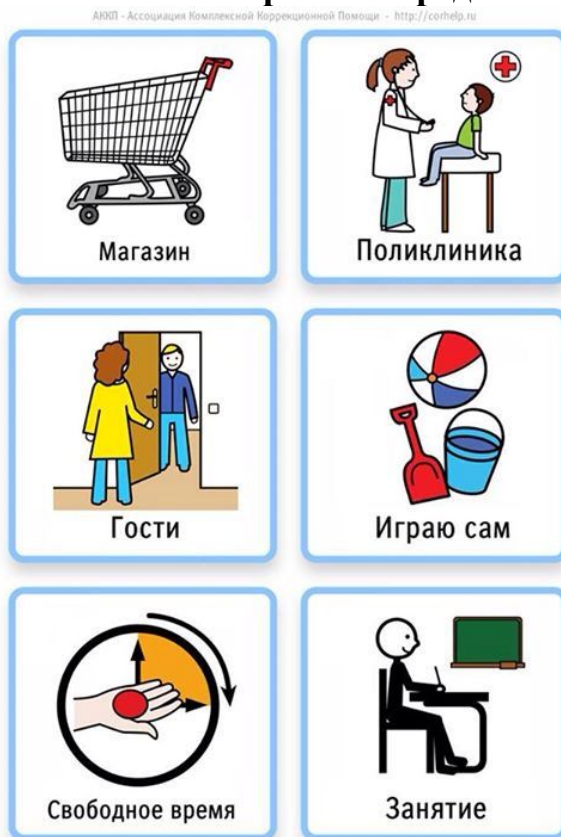 АККП - Ассоциация Комплексной Коррекционной Помощи - http://corhelp.ru
Магазин
Поликлиника
Гости
Играю сам
Свободное время
Занятие